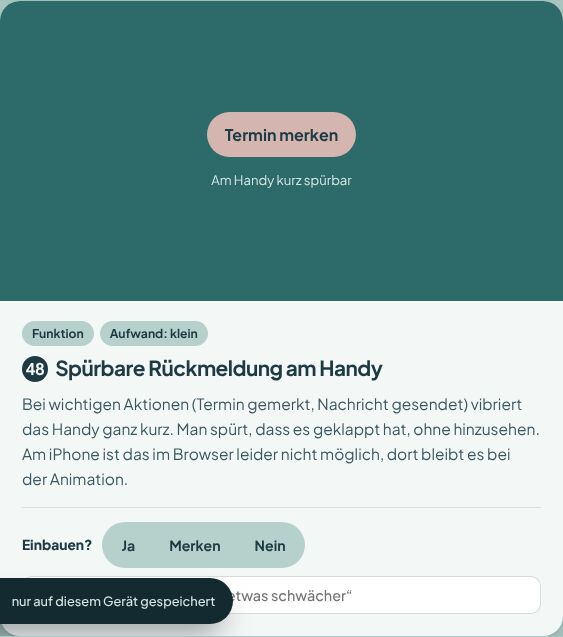 Termin merken
Am Handy kurz spürbar
Funktion
Aufwand: klein
48 Spürbare Rückmeldung am Handy
Bei wichtigen Aktionen (Termin gemerkt, Nachricht gesendet) vibriert
das Handy ganz kurz. Man spürt, dass es geklappt hat, ohne hinzusehen.
Am iPhone ist das im Browser leider nicht möglich, dort bleibt es bei
der Animation.
Einbauen? Ja Merken Nein
nur auf diesem Gerät gespeichert
etwas schwächer“